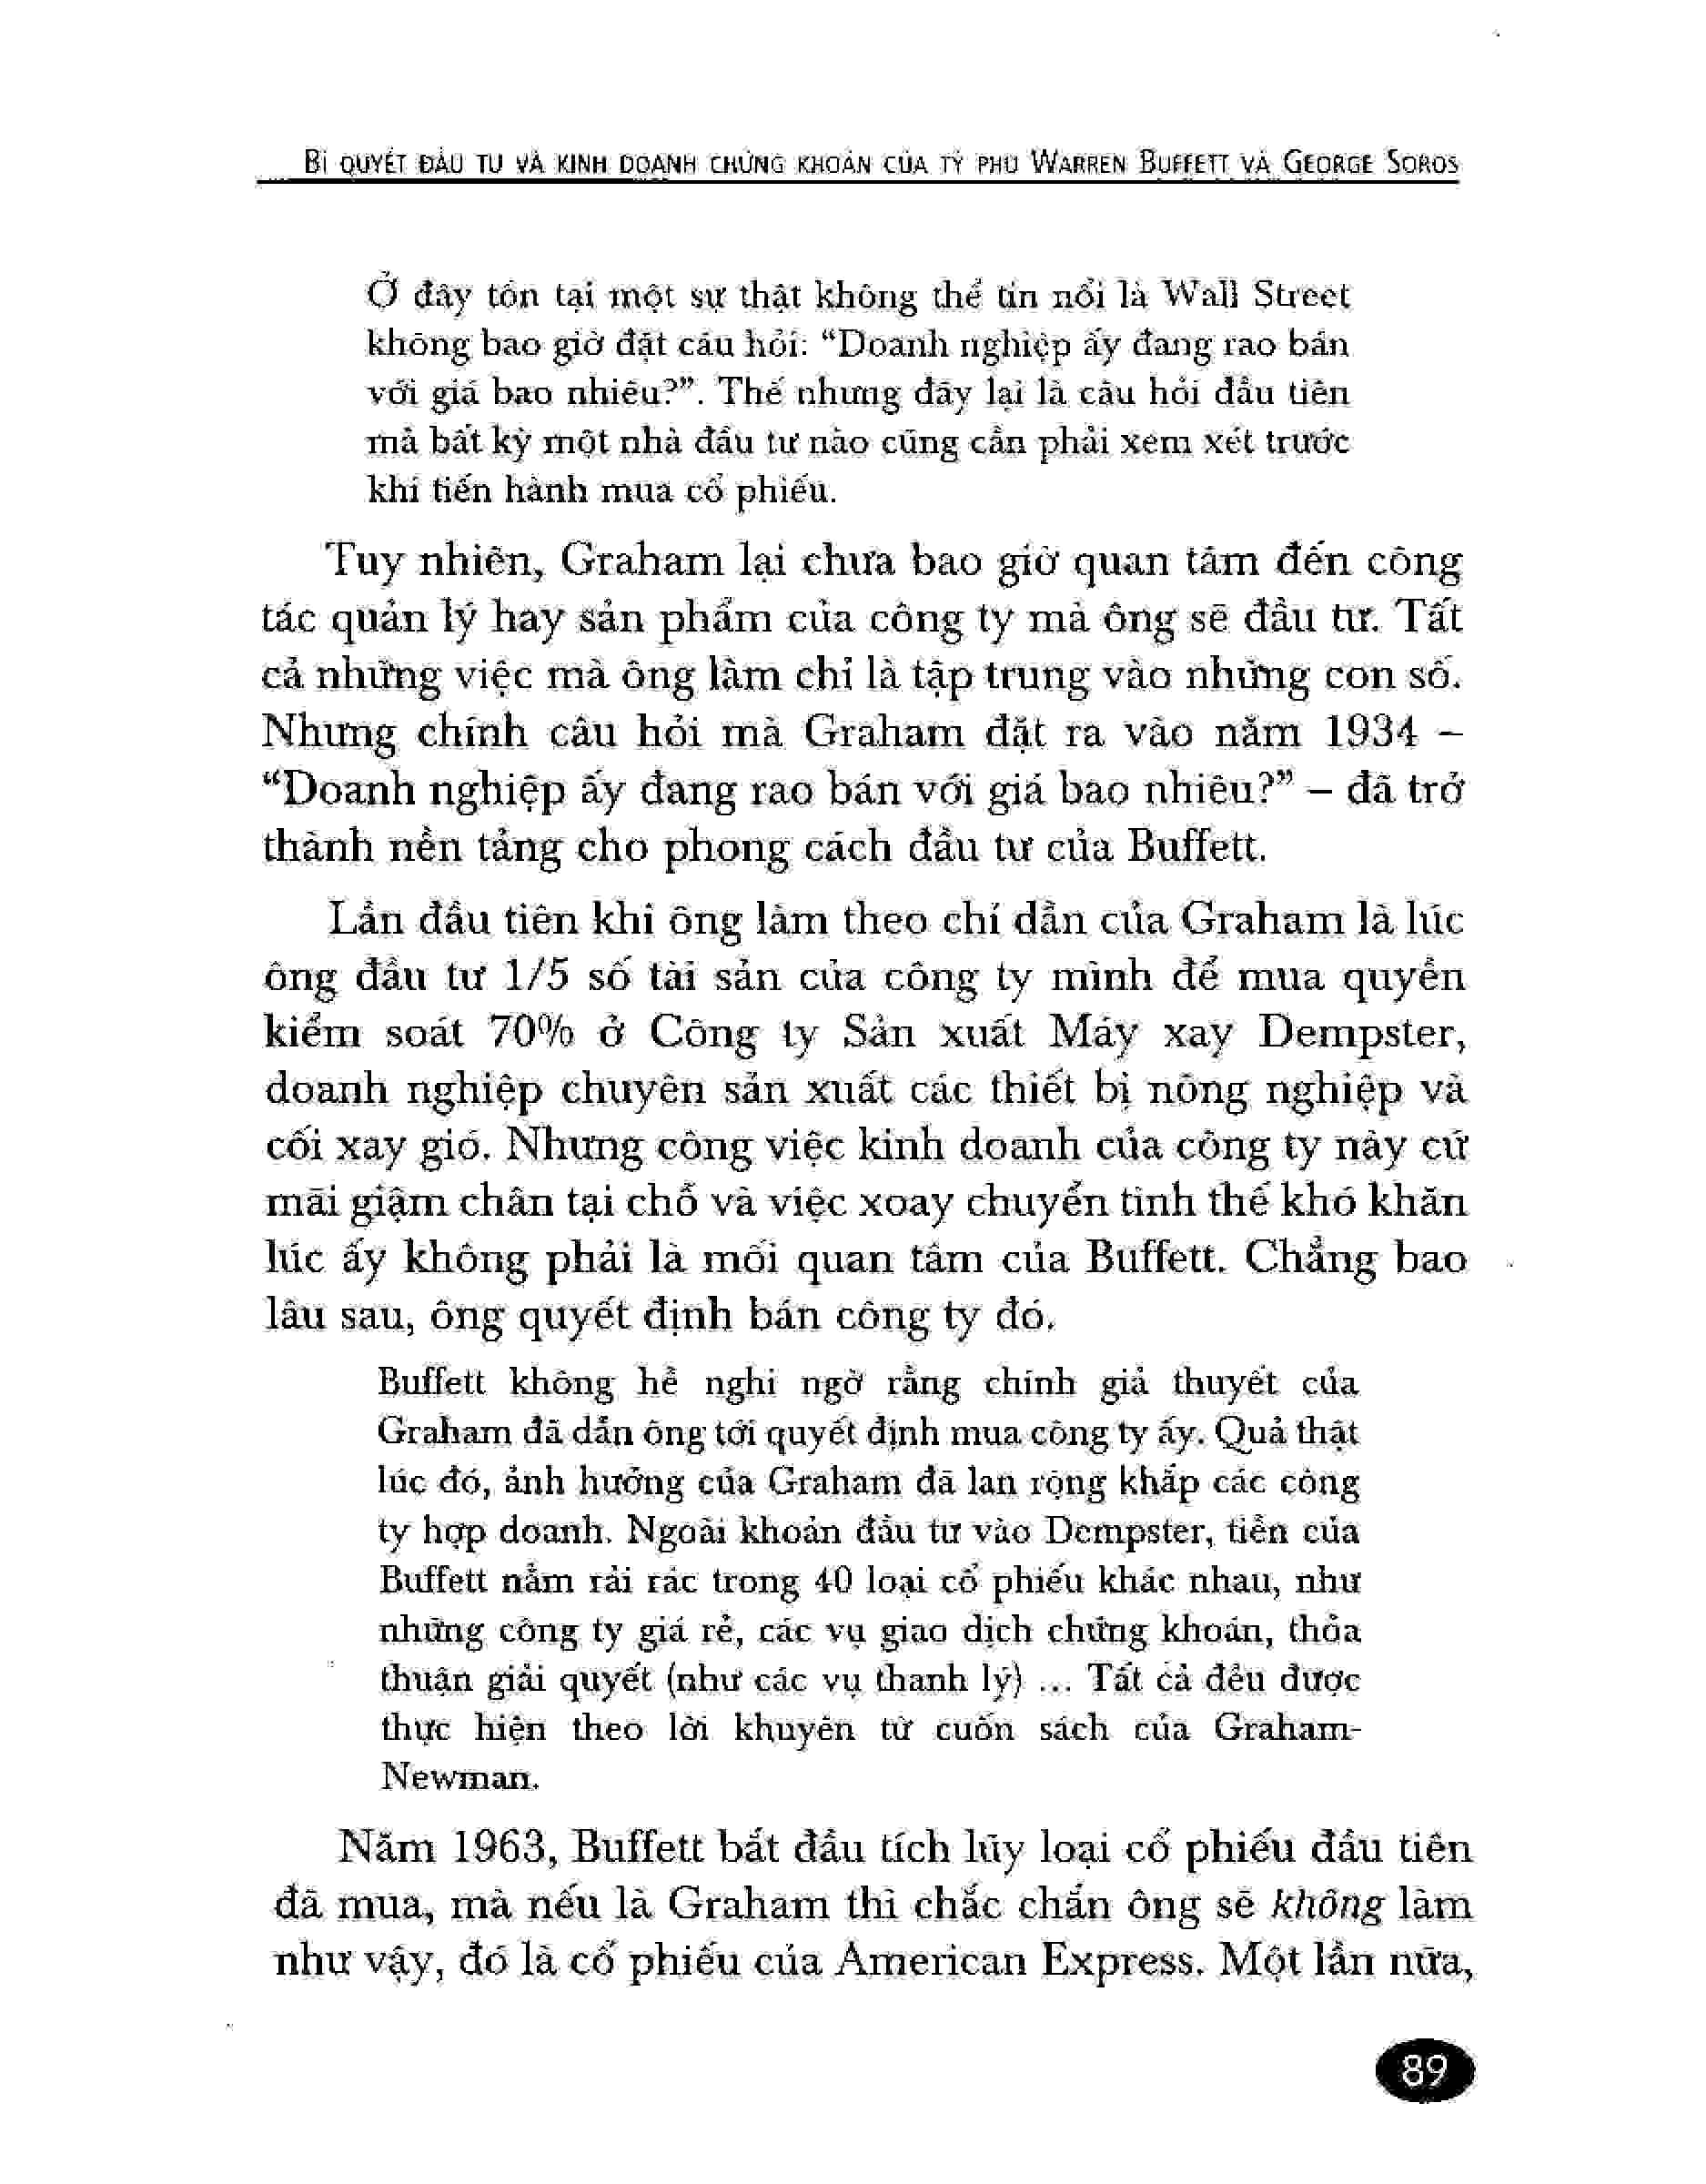 BÍ QUYẾT ĐẦU TƯ VÀ KINH DOANH CHỨNG KHOÁN CỦA TỶ PHÚ WARREN BUFFETT VÀ GEORGE SOROS
Ở đây tồn tại một sự thật không thể tin nổi là Wall Street
không bao giờ đặt câu hỏi: “Doanh nghiệp ấy đang rao bán
với giá bao nhiêu?”. Thế nhưng đây lại là câu hỏi đầu tiên
mà bất kỳ một nhà đầu tư nào cũng cần phải xem xét trước
khi tiến hành mua cổ phiếu.
Tuy nhiên, Graham lại chưa bao giờ quan tâm đến công
tác quản lý hay sản phẩm của công ty mà ông sẽ đầu tư. Tất
cả những việc mà ông làm chỉ là tập trung vào những con số.
Nhưng chính câu hỏi mà Graham đặt ra vào năm 1934 –
“Doanh nghiệp ấy đang rao bán với giá bao nhiêu?” – đã trở
thành nền tảng cho phong cách đầu tư của Buffett.
Lần đầu tiên khi ông làm theo chỉ dẫn của Graham là lúc
ông đầu tư 1/5 số tài sản của công ty mình để mua quyền
kiểm soát 70% ở Công ty Sản xuất Máy xay Dempster,
doanh nghiệp chuyên sản xuất các thiết bị nông nghiệp và
cối xay gió. Nhưng công việc kinh doanh của công ty này cứ
mãi giậm chân tại chỗ và việc xoay chuyển tình thế khó khăn
lúc ấy không phải là mối quan tâm của Buffett. Chẳng bao
lâu sau, ông quyết định bán công ty đó.
Buffett không hề nghi ngờ rằng chính giả thuyết của
Graham đã dẫn ông tới quyết định mua công ty ấy. Quả thật
lúc đó, ảnh hưởng của Graham đã lan rộng khắp các công
ty hợp doanh. Ngoài khoản đầu tư vào Dempster, tiền của
Buffett nằm rải rác trong 40 loại cổ phiếu khác nhau, như
những công ty giá rẻ, các vụ giao dịch chứng khoán, thỏa
thuận giải quyết (như các vụ thanh lý) ... Tất cả đều được
thực hiện theo lời khuyên từ cuốn sách của Graham-
Newman.
Năm 1963, Buffett bắt đầu tích lũy loại cổ phiếu đầu tiên
đã mua, mà nếu là Graham thì chắc chắn ông sẽ không làm
như vậy, đó là cổ phiếu của American Express. Một lần nữa,
89